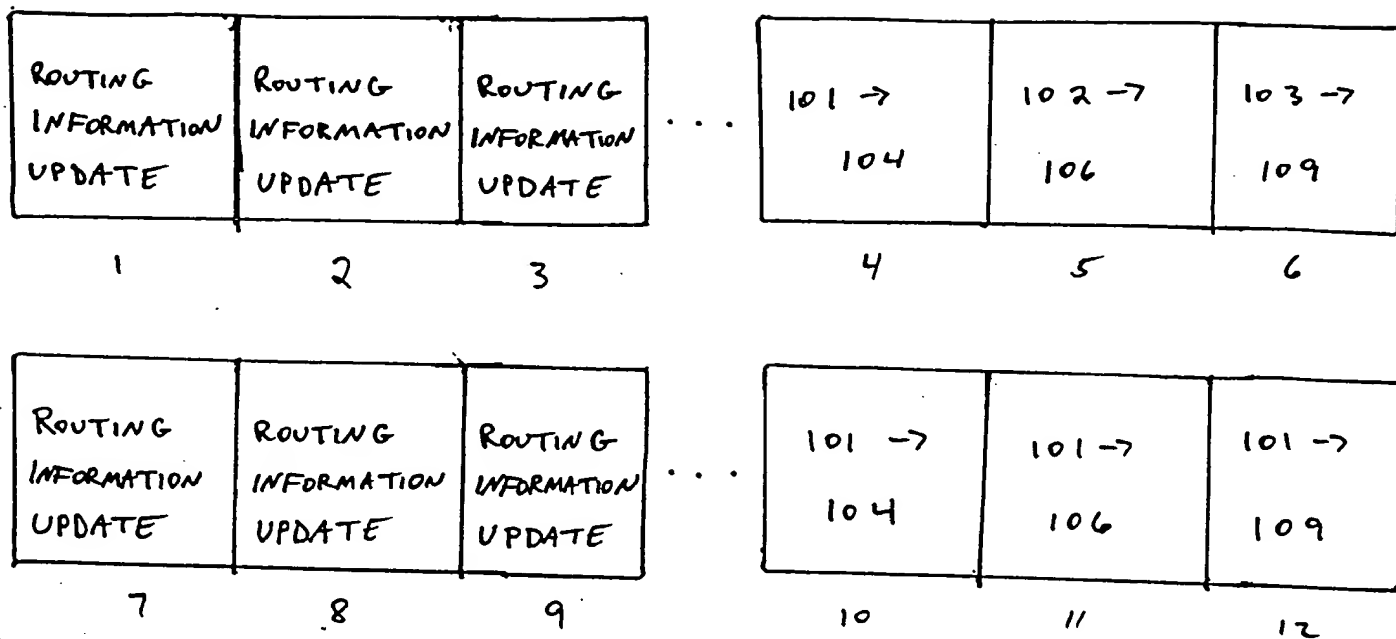 ROUTING ROUTING ROUTING 101 → 102 → 103 →
INFORMATION INFORMATION INFORMATION . . . 104 106 109
UPDATE UPDATE UPDATE
1 2 3 4 5 6
ROUTING ROUTING ROUTING 101 → 101 → 101 →
INFORMATION INFORMATION INFORMATION . . . 104 106 109
UPDATE UPDATE UPDATE
7 8 9 10 11 12